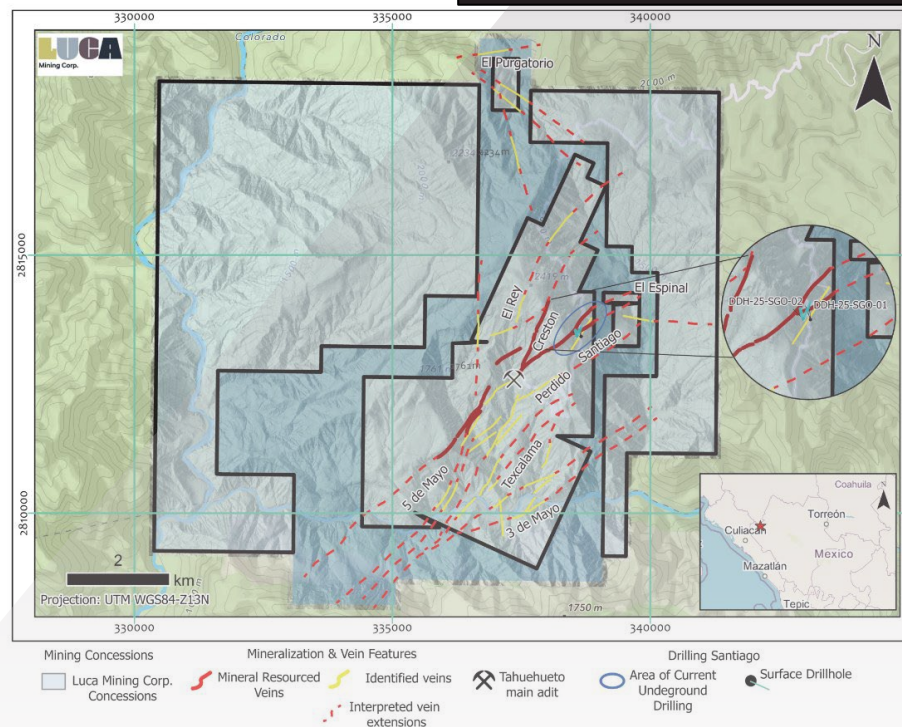 330000
335000
340000
LUCA
Mining Corp.
Colorado
El Purgatorio
N
2000 m
2815000
El Rey
Creston
El Espinal
Santiago
Perdido
DDH-25-SGO-02
DDH-25-SGO-01
5 de Mayo
Texcalama
3 de Mayo
2810000
2
km
Projection: UTM WGS84-Z13N
1750 m
Coahuila
Torreón
Culiacán
Mexico
Mazatlán
Tepic
330000
335000
340000
Mining Concessions
Mineralization & Vein Features
Drilling Santiago
Luca Mining Corp.
Concessions
Mineral Resourced
Veins
Identified veins
Tahuehueto
main adit
Area of Current
Undeground
Drilling
Surface Drillhole
Interpreted vein
extensions